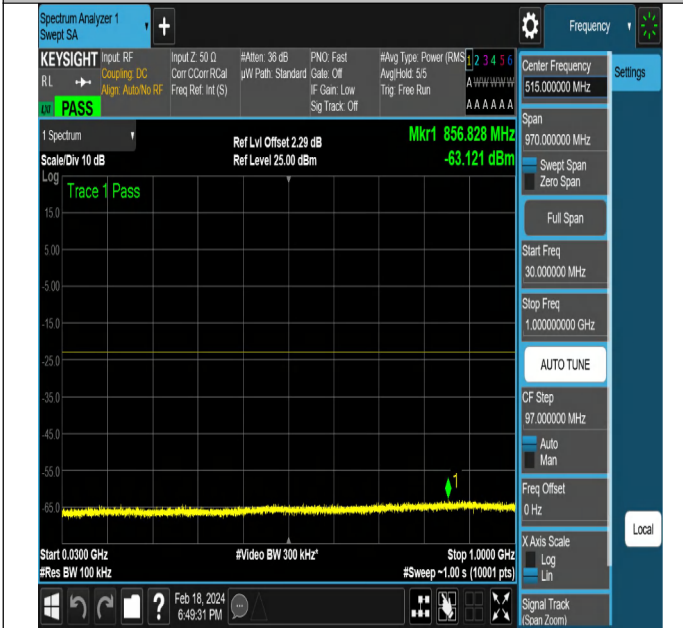 Spectrum Analyzer 1
Swept SA
+
Frequency
KEYSIGHT
RL
LXI
PASS
Input: RF
Coupling: DC
Align: Auto/No RF
Input Z: 50 Ω
Corr CCorr RCal
Freq Ref: Int (S)
#Atten: 36 dB
µW Path: Standard
PNO: Fast
Gate: Off
IF Gain: Low
Sig Track: Off
#Avg Type: Power (RMS
Avg|Hold: 5/5
Trig: Free Run
1 2 3 4 5 6
A W W W W W
A A A A A A
1 Spectrum
Scale/Div 10 dB
Log
Ref Lvl Offset 2.29 dB
Ref Level 25.00 dBm
Mkr1 856.828 MHz
-63.121 dBm
Trace 1 Pass
15.0
5.00
-5.00
-15.0
-25.0
-35.0
-45.0
-55.0
-65.0
1
Start 0.0300 GHz
#Res BW 100 kHz
#Video BW 300 kHz*
Stop 1.0000 GHz
#Sweep ~1.00 s (10001 pts)
?
Feb 18, 2024
6:49:31 PM
Settings
Center Frequency
515.000000 MHz
Span
970.000000 MHz
Swept Span
Zero Span
Full Span
Start Freq
30.000000 MHz
Stop Freq
1.000000000 GHz
AUTO TUNE
CF Step
97.000000 MHz
Auto
Man
Freq Offset
0 Hz
X Axis Scale
Log
Lin
Signal Track
(Span Zoom)
Local